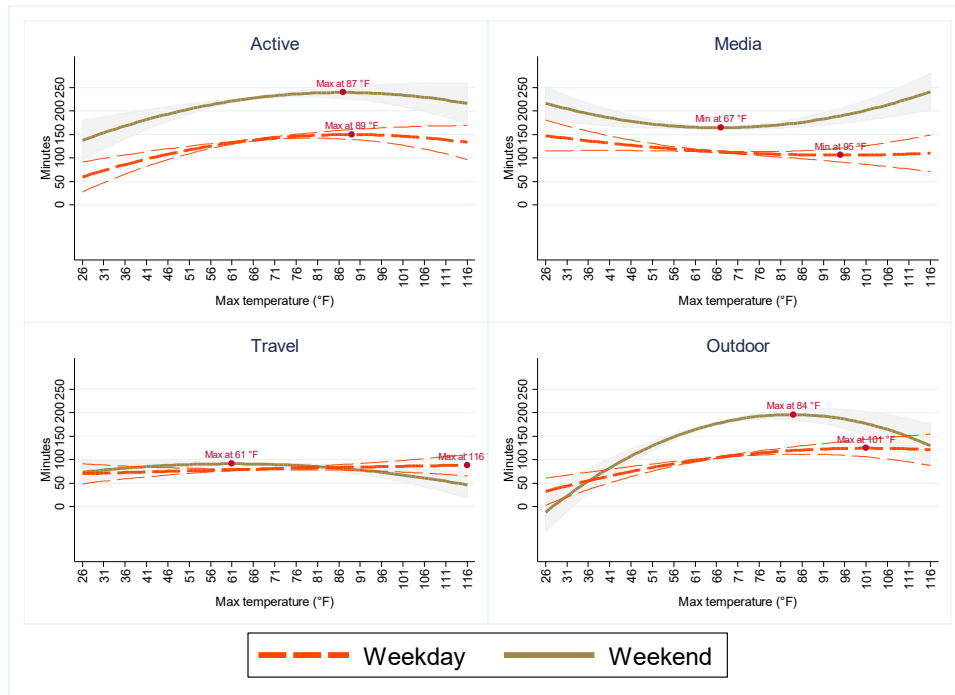 Active
Minutes
0 50 100 150 200 250
Max at 87 °F
Max at 89 °F
26 31 36 41 46 51 56 61 66 71 76 81 86 91 96 101 106 111 116
Max temperature (°F)
Media
Minutes
0 50 100 150 200 250
Min at 67 °F
Min at 95 °F
26 31 36 41 46 51 56 61 66 71 76 81 86 91 96 101 106 111 116
Max temperature (°F)
Travel
Minutes
0 50 100 150 200 250
Max at 61 °F
Max at 116
26 31 36 41 46 51 56 61 66 71 76 81 86 91 96 101 106 111 116
Max temperature (°F)
Outdoor
Minutes
0 50 100 150 200 250
Max at 84 °F
Max at 101 °F
26 31 36 41 46 51 56 61 66 71 76 81 86 91 96 101 106 111 116
Max temperature (°F)
Weekday Weekend